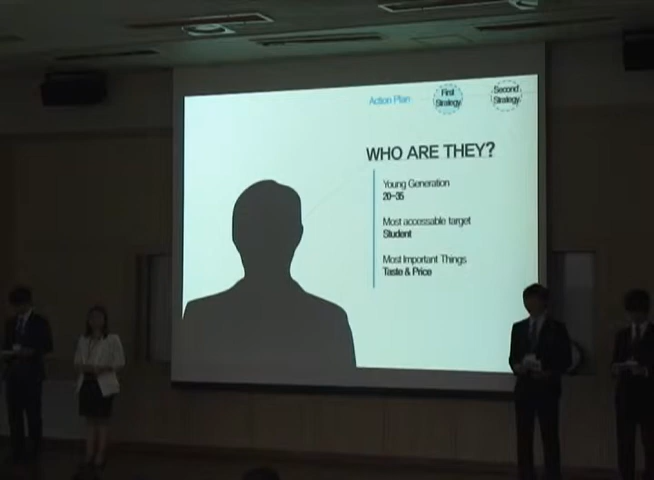 Action Plan
First
Strategy
Second
Strategy
WHO ARE THEY?
Young Generation
20-35
Most accessable target
Student
Most Important Things
Taste & Price